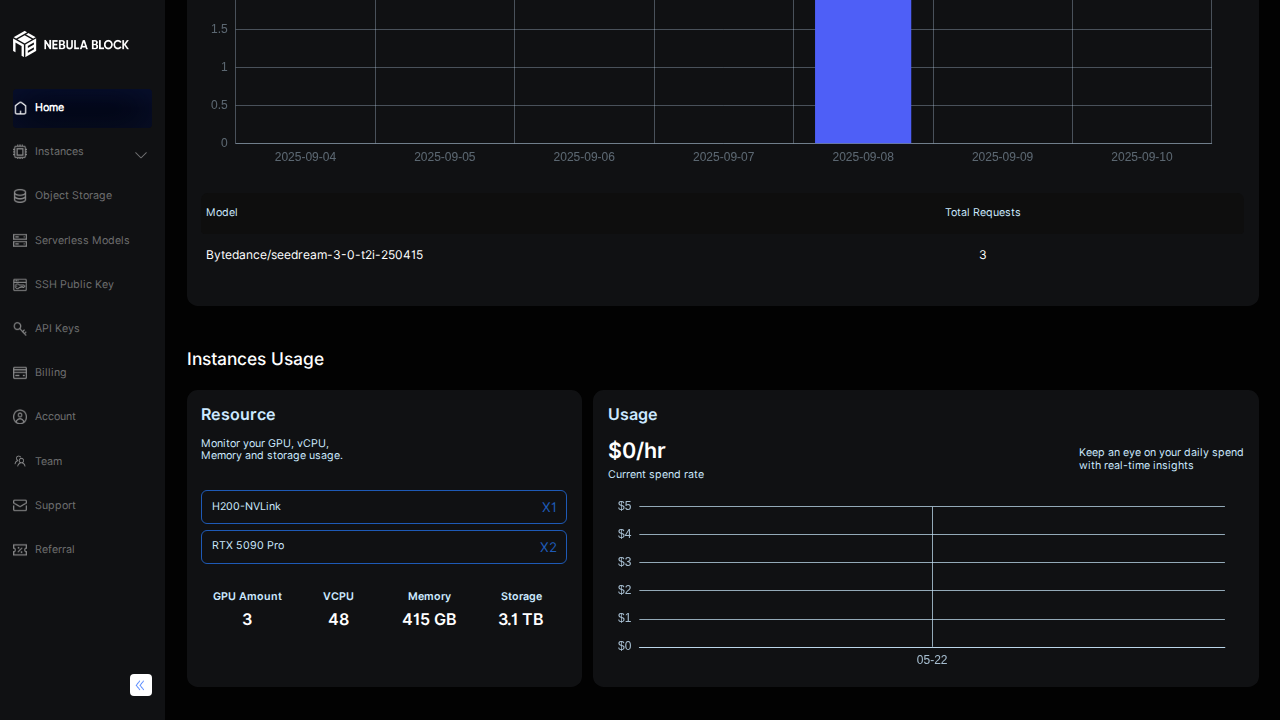 NEBULA BLOCK
Home
Instances
Object Storage
Serverless Models
SSH Public Key
API Keys
Billing
Account
Team
Support
Referral
1.5
1
0.5
0
2025-09-04
2025-09-05
2025-09-06
2025-09-07
2025-09-08
2025-09-09
2025-09-10
Model
Total Requests
Bytedance/seedream-3-0-t2i-250415
3
Instances Usage
Resource
Monitor your GPU, vCPU,
Memory and storage usage.
H200-NVLink
X1
RTX 5090 Pro
X2
GPU Amount
VCPU
Memory
Storage
3
48
415 GB
3.1 TB
Usage
$0/hr
Current spend rate
Keep an eye on your daily spend
with real-time insights
$5
$4
$3
$2
$1
$0
05-22